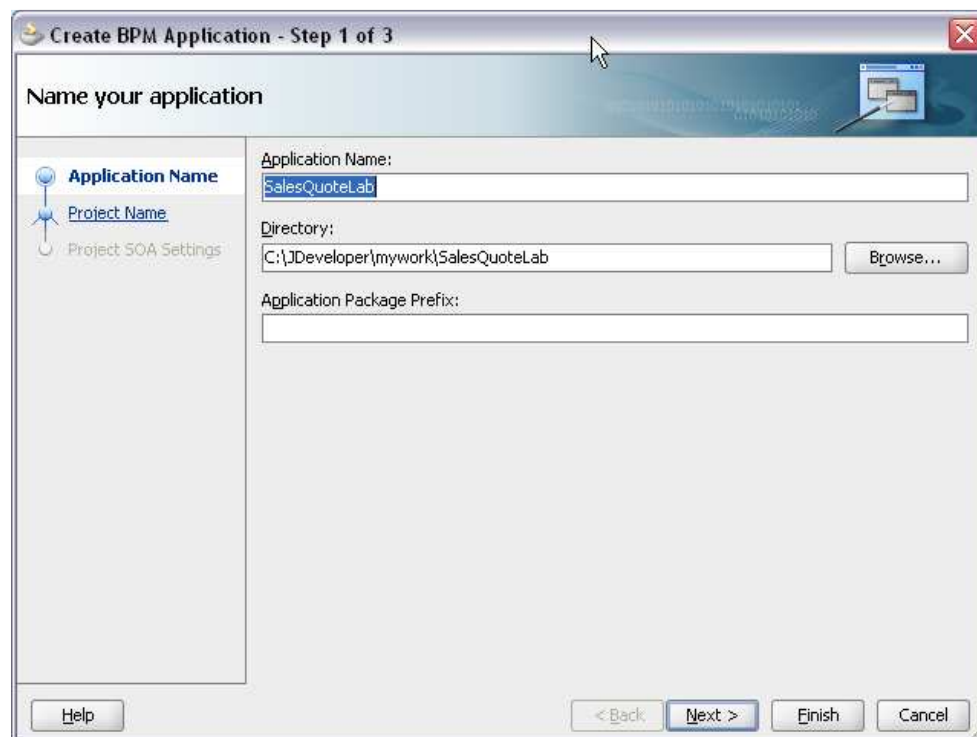 Create BPM Application - Step 1 of 3
Name your application
Application Name
Project Name
Project SOA Settings
Application Name:
SalesQuoteLab
Directory:
C:\JDeveloper\mywork\SalesQuoteLab
Browse...
Application Package Prefix:
Help
< Back
Next >
Finish
Cancel